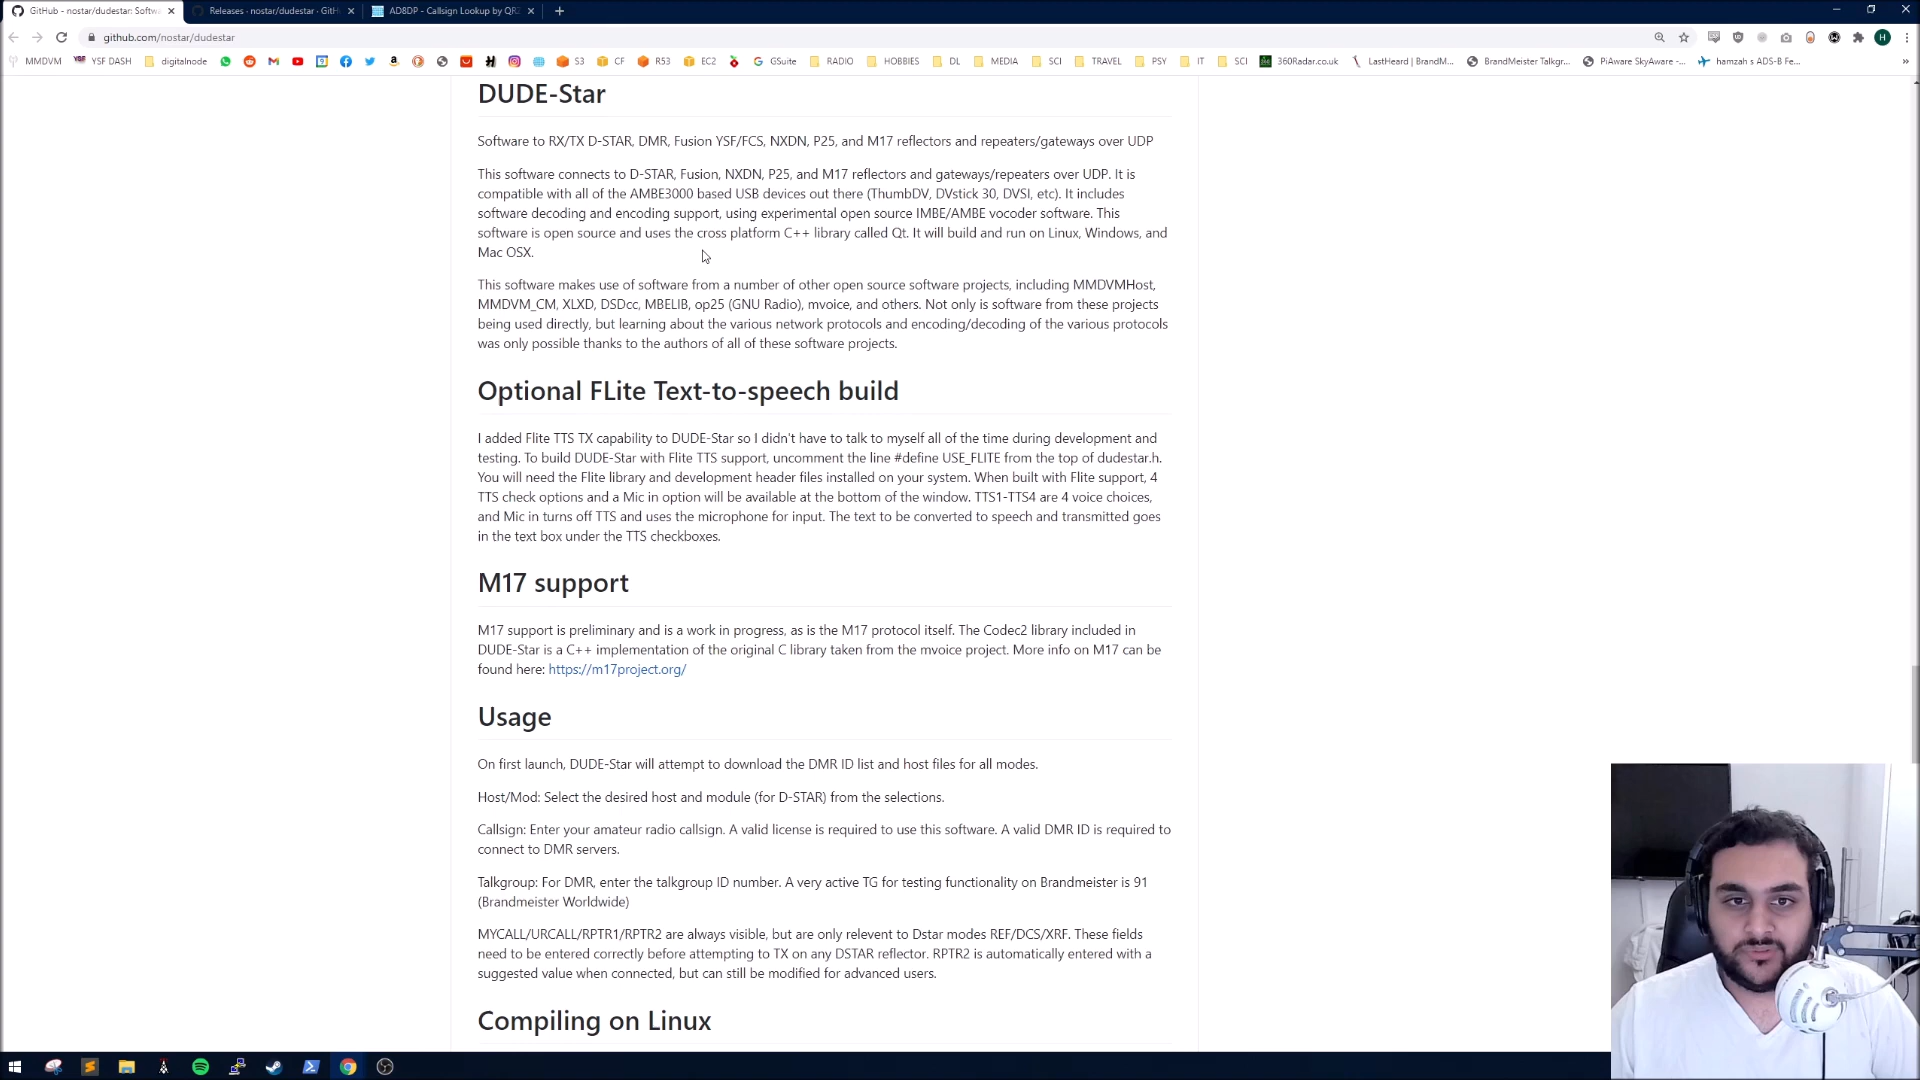 GitHub - nostar/dudestar: Softw
Releases · nostar/dudestar · GitH
AD8DP - Callsign Lookup by QRZ
github.com/nostar/dudestar
H
MMDVM
YSF DASH
digitalnode
S3
CF
R53
EC2
GSuite
RADIO
HOBBIES
DL
MEDIA
SCI
TRAVEL
PSY
IT
SCI
360Radar.co.uk
LastHeard | BrandM...
BrandMeister Talkgr...
PiAware SkyAware -...
hamzah s ADS-B Fe...
DUDE-Star
Software to RX/TX D-STAR, DMR, Fusion YSF/FCS, NXDN, P25, and M17 reflectors and repeaters/gateways over UDP
This software connects to D-STAR, Fusion, NXDN, P25, and M17 reflectors and gateways/repeaters over UDP. It is
compatible with all of the AMBE3000 based USB devices out there (ThumbDV, DVstick 30, DVSI, etc). It includes
software decoding and encoding support, using experimental open source IMBE/AMBE vocoder software. This
software is open source and uses the cross platform C++ library called Qt. It will build and run on Linux, Windows, and
Mac OSX.
This software makes use of software from a number of other open source software projects, including MMDVMHost,
MMDVM_CM, XLXD, DSDcc, MBELIB, op25 (GNU Radio), mvoice, and others. Not only is software from these projects
being used directly, but learning about the various network protocols and encoding/decoding of the various protocols
was only possible thanks to the authors of all of these software projects.
Optional FLite Text-to-speech build
I added Flite TTS TX capability to DUDE-Star so I didn't have to talk to myself all of the time during development and
testing. To build DUDE-Star with Flite TTS support, uncomment the line #define USE_FLITE from the top of dudestar.h.
You will need the Flite library and development header files installed on your system. When built with Flite support, 4
TTS check options and a Mic in option will be available at the bottom of the window. TTS1-TTS4 are 4 voice choices,
and Mic in turns off TTS and uses the microphone for input. The text to be converted to speech and transmitted goes
in the text box under the TTS checkboxes.
M17 support
M17 support is preliminary and is a work in progress, as is the M17 protocol itself. The Codec2 library included in
DUDE-Star is a C++ implementation of the original C library taken from the mvoice project. More info on M17 can be
found here: https://m17project.org/
Usage
On first launch, DUDE-Star will attempt to download the DMR ID list and host files for all modes.
Host/Mod: Select the desired host and module (for D-STAR) from the selections.
Callsign: Enter your amateur radio callsign. A valid license is required to use this software. A valid DMR ID is required to
connect to DMR servers.
Talkgroup: For DMR, enter the talkgroup ID number. A very active TG for testing functionality on Brandmeister is 91
(Brandmeister Worldwide)
MYCALL/URCALL/RPTR1/RPTR2 are always visible, but are only relevent to Dstar modes REF/DCS/XRF. These fields
need to be entered correctly before attempting to TX on any DSTAR reflector. RPTR2 is automatically entered with a
suggested value when connected, but can still be modified for advanced users.
Compiling on Linux